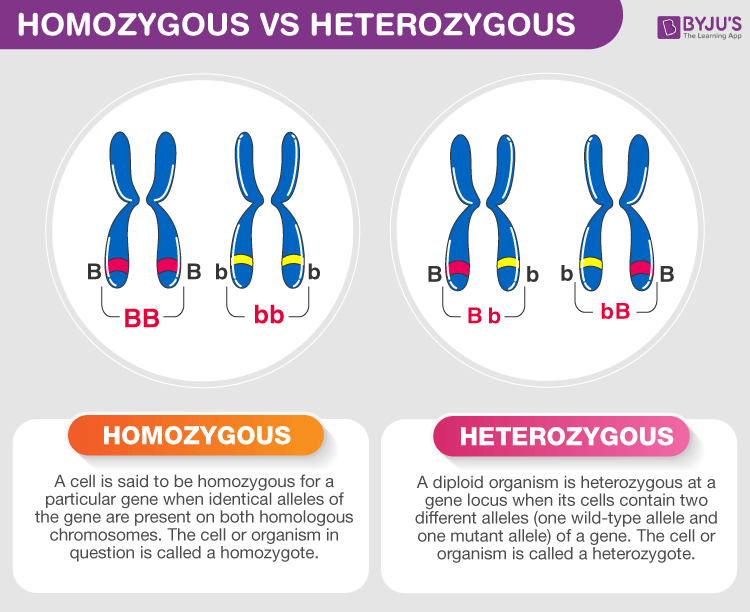 HOMOZYGOUS VS HETEROZYGOUS
BYJU'S
The Learning App
B B b b
BB bb
B b b B
B b bB
HOMOZYGOUS
A cell is said to be homozygous for a
particular gene when identical alleles of
the gene are present on both homologous
chromosomes. The cell or organism in
question is called a homozygote.
HETEROZYGOUS
A diploid organism is heterozygous at a
gene locus when its cells contain two
different alleles (one wild-type allele and
one mutant allele) of a gene. The cell or
organism is called a heterozygote.